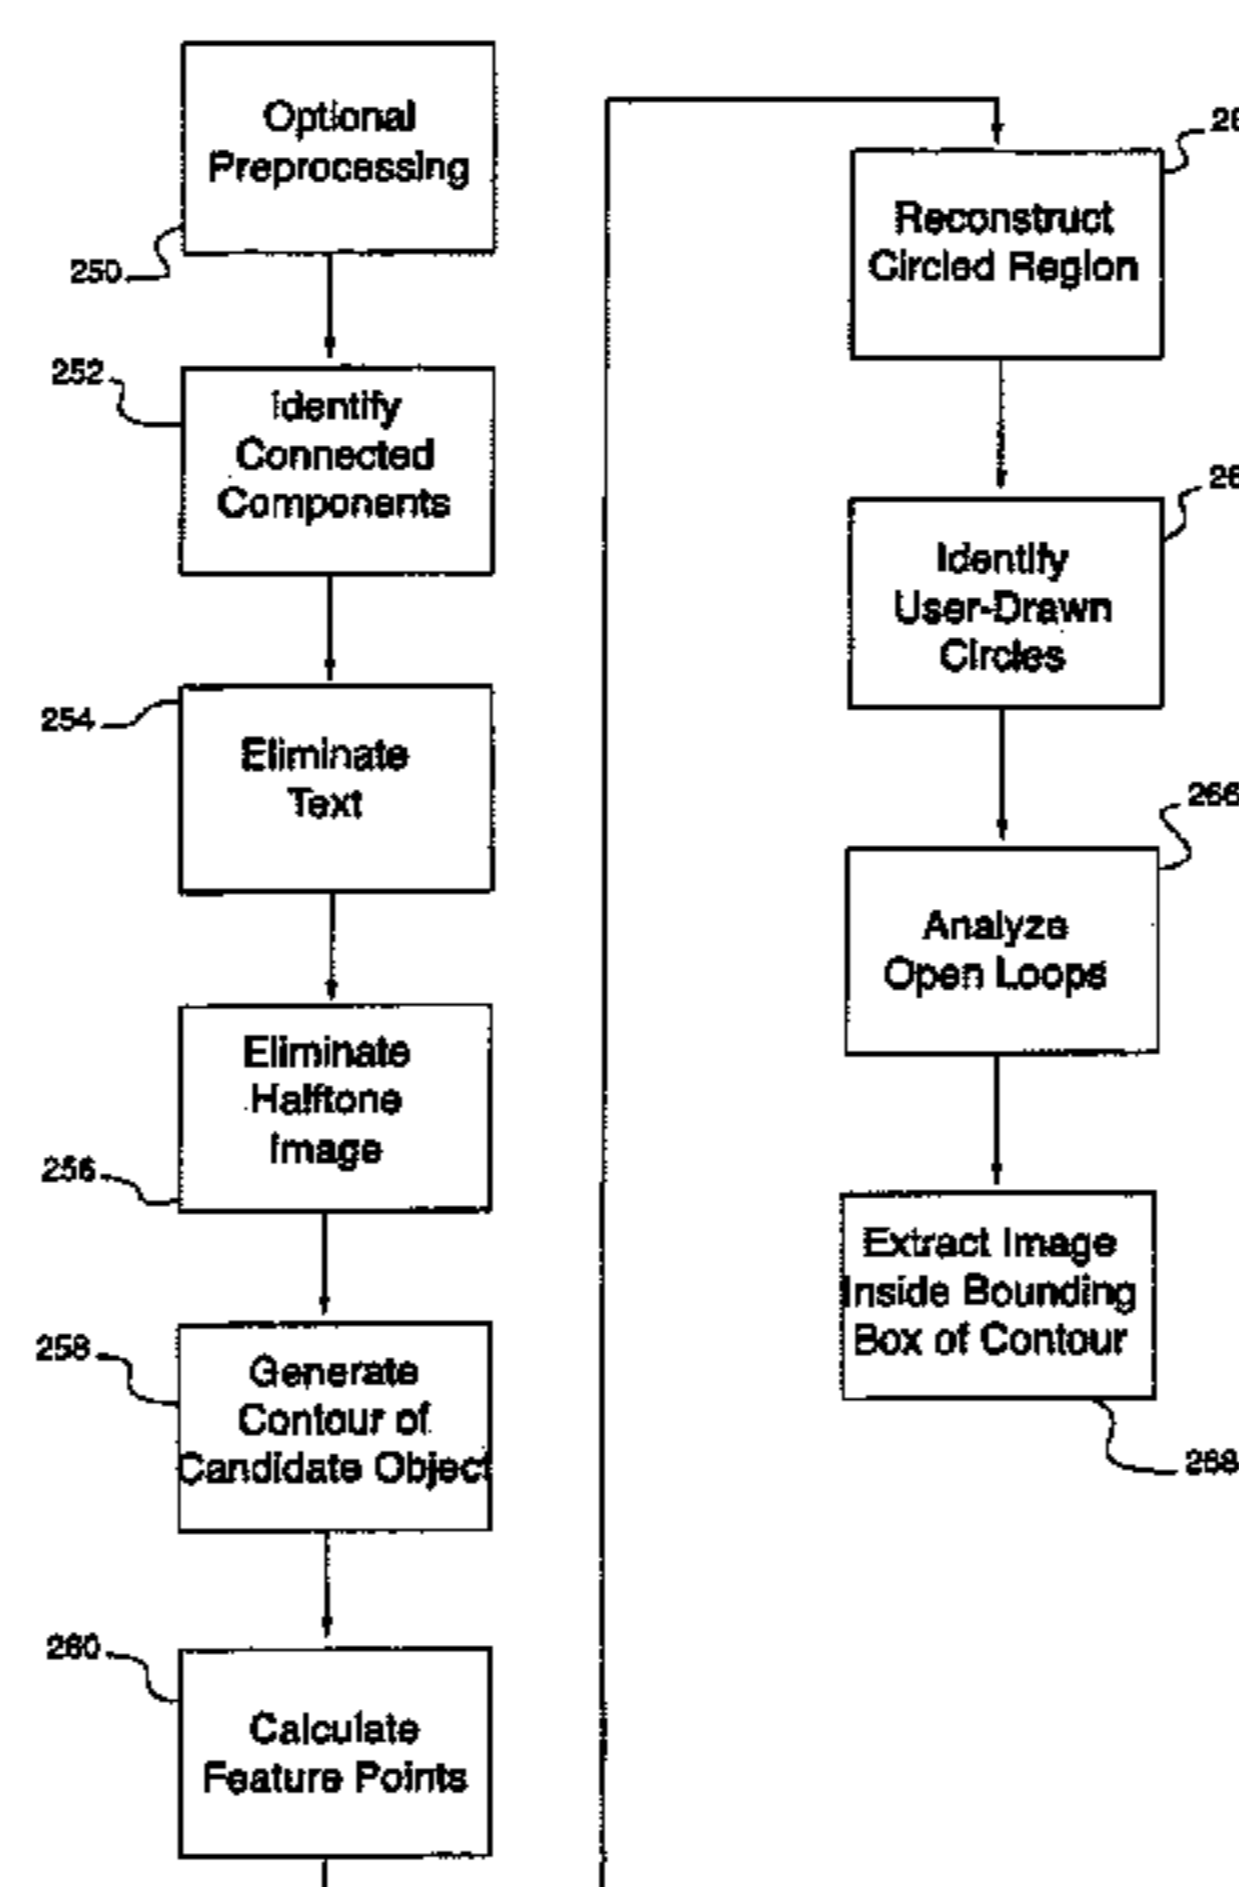 Optional
Preprocessing
250
252
Identify
Connected
Components
254
Eliminate
Text
Eliminate
Halftone
Image
256
258
Generate
Contour of
Candidate Object
260
Calculate
Feature Points
Reconstruct
Circled Region
Identify
User-Drawn
Circles
266
Analyze
Open Loops
Extract Image
Inside Bounding
Box of Contour
268